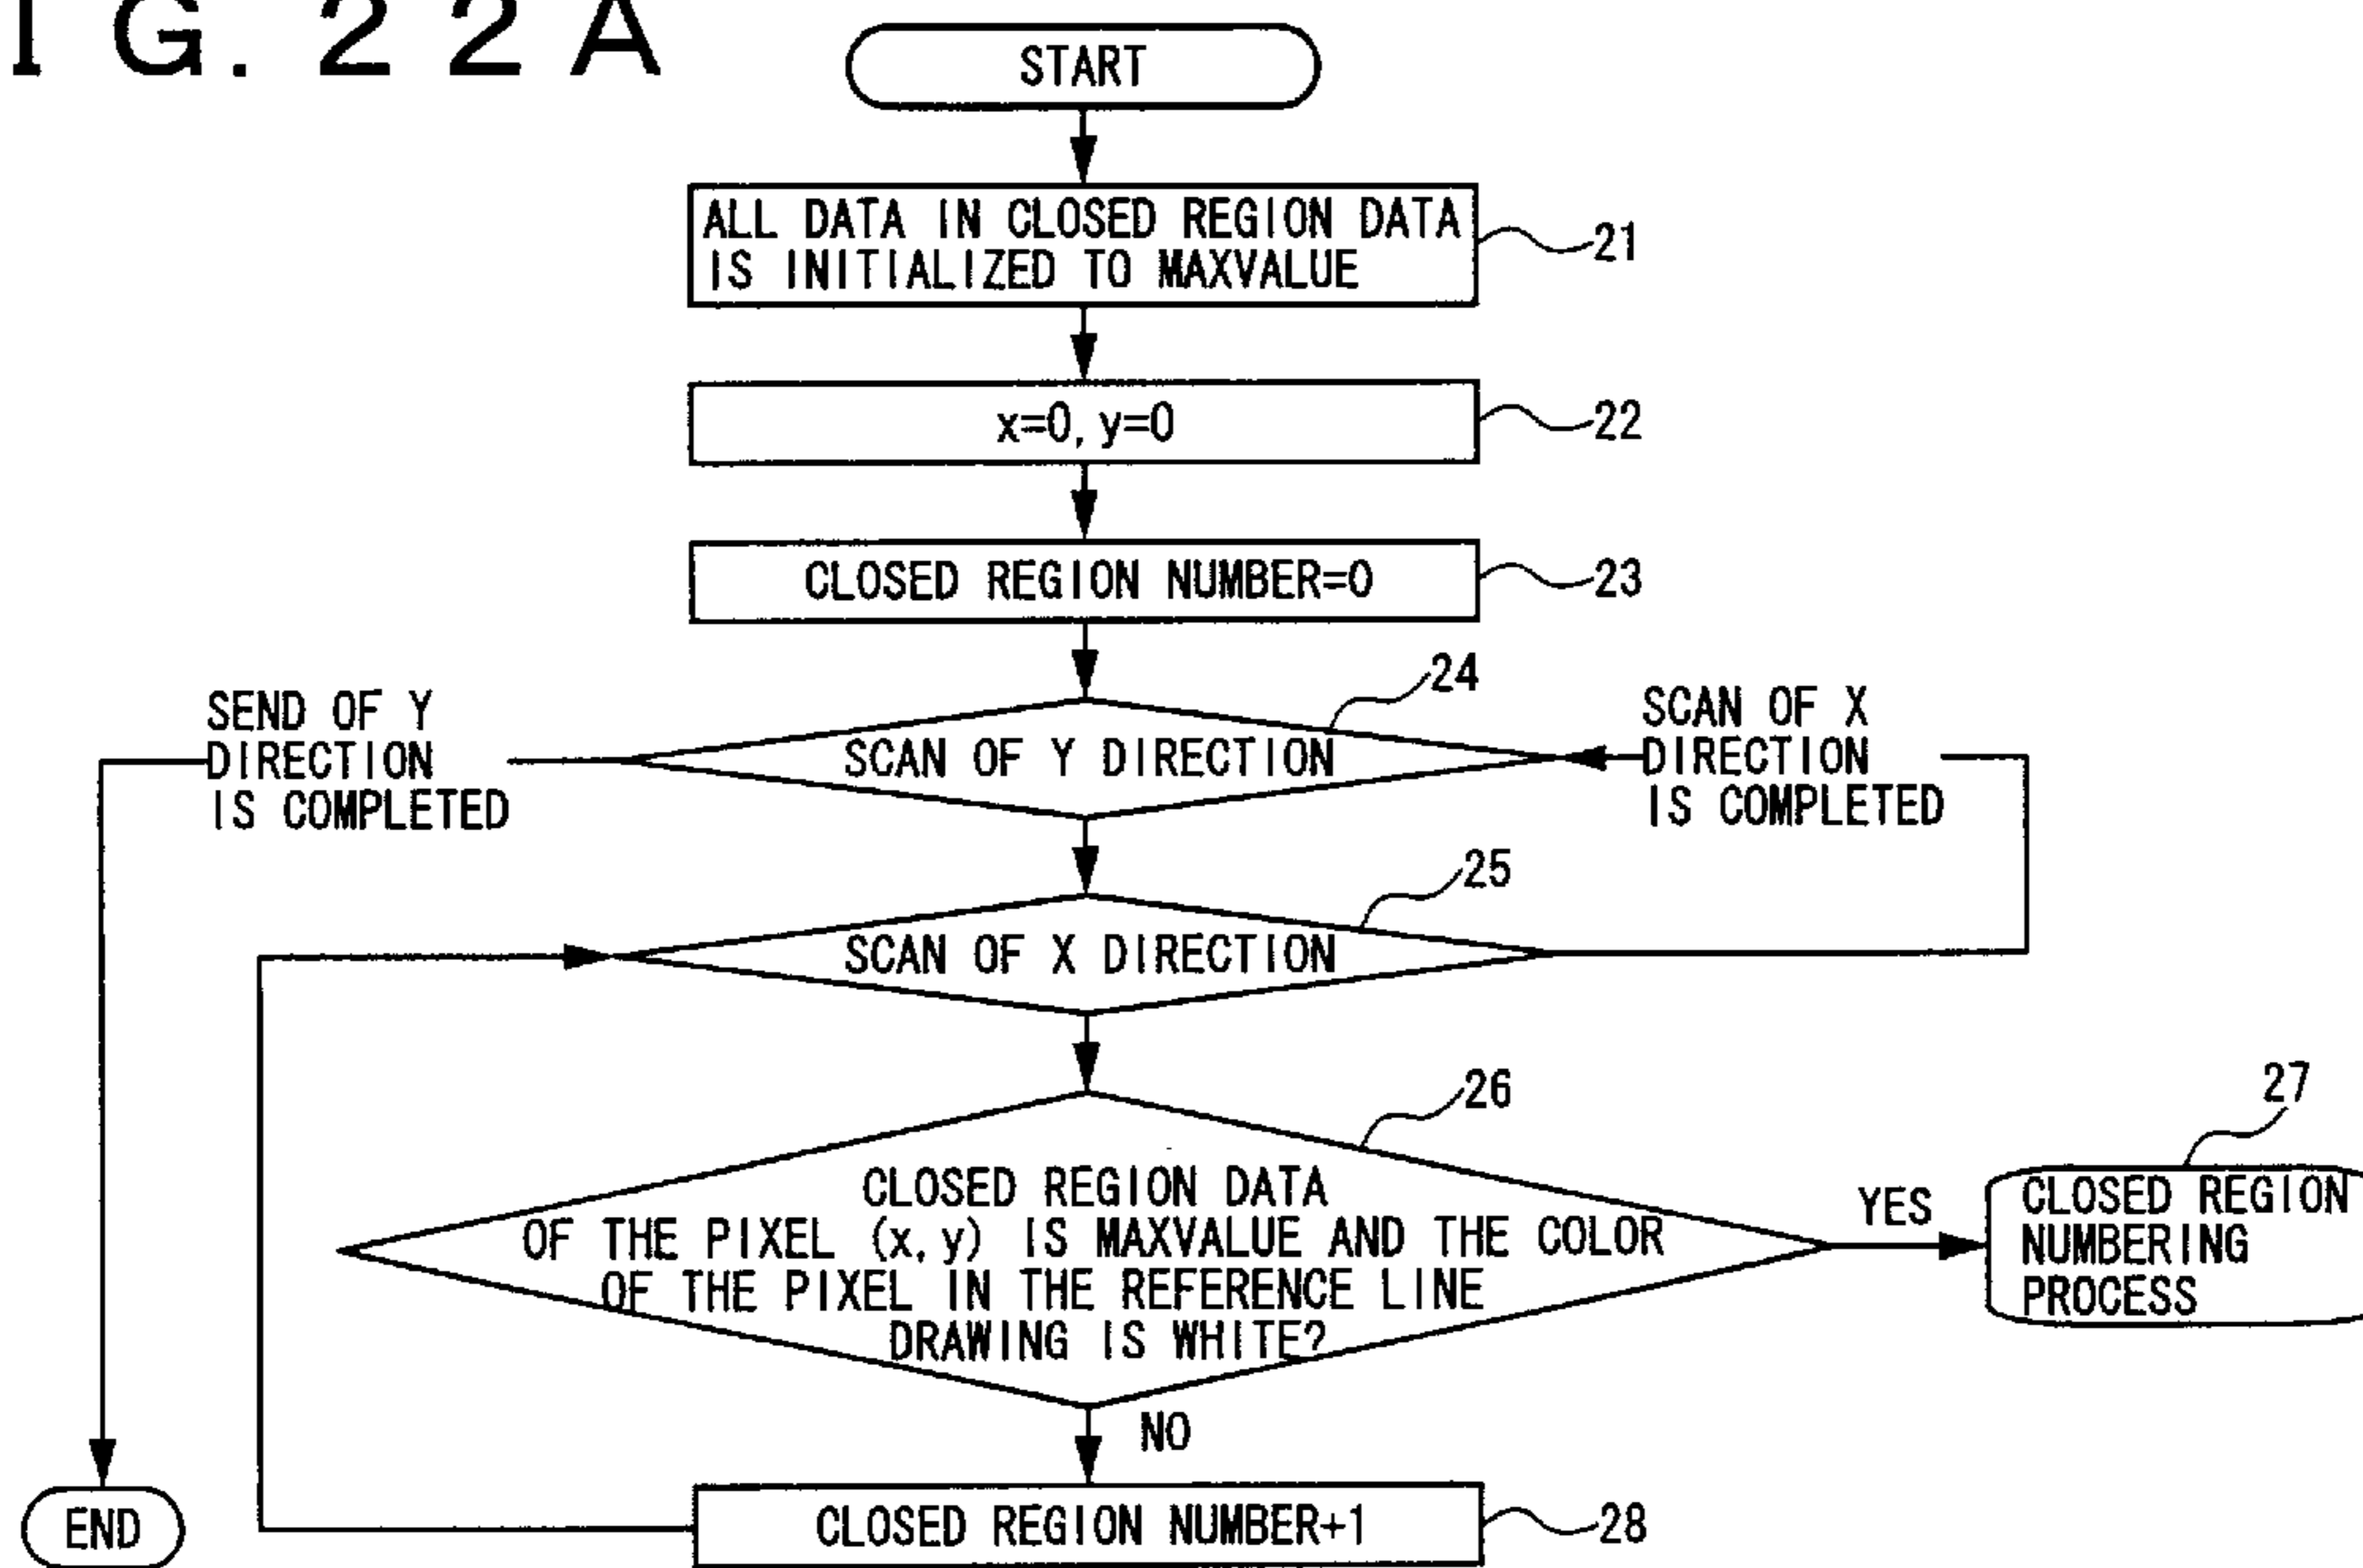 IG. 22A
START
ALL DATA IN CLOSED REGION DATA
IS INITIALIZED TO MAXVALUE
21
x=0, y=0
22
CLOSED REGION NUMBER=0
23
24
SEND OF Y
DIRECTION
IS COMPLETED
SCAN OF Y DIRECTION
SCAN OF X
DIRECTION
IS COMPLETED
25
SCAN OF X DIRECTION
26
CLOSED REGION DATA
OF THE PIXEL (x, y) IS MAXVALUE AND THE COLOR
OF THE PIXEL IN THE REFERENCE LINE
DRAWING IS WHITE?
YES
27
CLOSED REGION
NUMBERING
PROCESS
NO
CLOSED REGION NUMBER+1
28
END